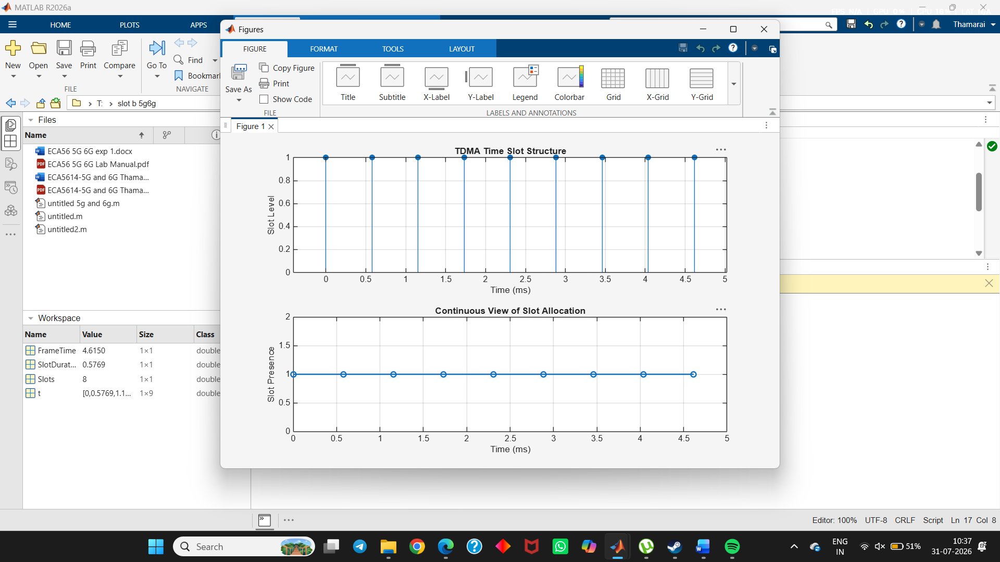 MATLAB R2026a
FPS N/A | GPU 0% | CPU 18% | LAT N/A
HOME PLOTS APPS
Thamarai
New Open Save Print Compare Go To Find Bookmar
FILE NAVIGATE
T: slot b 5g6g
Files
Name
ECA56 5G 6G exp 1.docx
ECA56 5G 6G Lab Manual.pdf
ECA5614-5G and 6G Thama...
ECA5614-5G and 6G Thama...
untitled 5g and 6g.m
untitled.m
untitled2.m
Workspace
Name Value Size Class
FrameTime 4.6150 1×1 double
SlotDurat... 0.5769 1×1 double
Slots 8 1×1 double
t [0,0.5769,1.1... 1×9 double
Figures
FIGURE FORMAT TOOLS LAYOUT
Save As
Copy Figure
Print
Show Code
FILE
Title Subtitle X-Label Y-Label Legend Colorbar Grid X-Grid Y-Grid
LABELS AND ANNOTATIONS
Figure 1
TDMA Time Slot Structure
Slot Level
1
0.8
0.6
0.4
0.2
0
0 0.5 1 1.5 2 2.5 3 3.5 4 4.5 5
Time (ms)
Continuous View of Slot Allocation
Slot Presence
2
1.5
1
0.5
0
0 0.5 1 1.5 2 2.5 3 3.5 4 4.5 5
Time (ms)
Editor: 100% UTF-8 CRLF Script Ln 17 Col 8
Search
ENG
IN
51%
10:37
31-07-2026